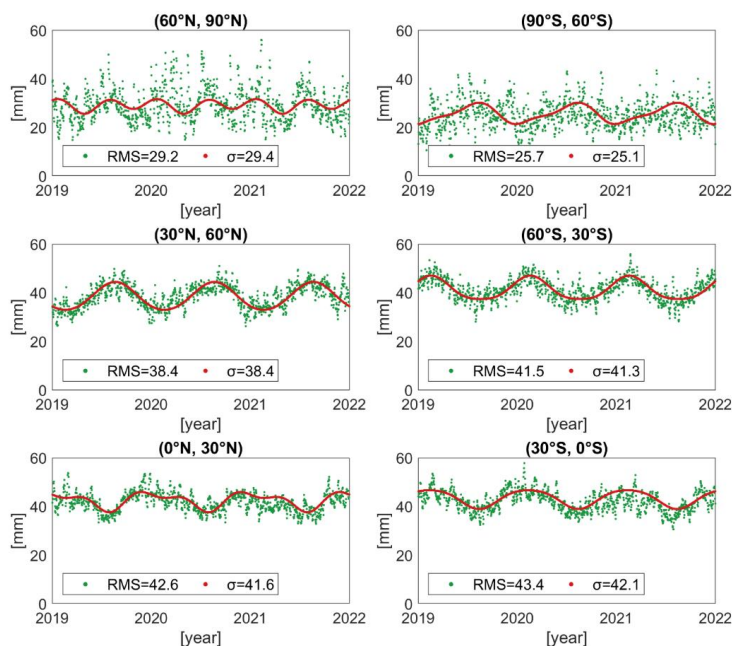 (60°N, 90°N)
60
40
20
0
[mm]
RMS=29.2 σ=29.4
2019 2020 2021 2022
[year]
(90°S, 60°S)
60
40
20
0
[mm]
RMS=25.7 σ=25.1
2019 2020 2021 2022
[year]
(30°N, 60°N)
60
40
20
0
[mm]
RMS=38.4 σ=38.4
2019 2020 2021 2022
[year]
(60°S, 30°S)
60
40
20
0
[mm]
RMS=41.5 σ=41.3
2019 2020 2021 2022
[year]
(0°N, 30°N)
60
40
20
0
[mm]
RMS=42.6 σ=41.6
2019 2020 2021 2022
[year]
(30°S, 0°S)
60
40
20
0
[mm]
RMS=43.4 σ=42.1
2019 2020 2021 2022
[year]